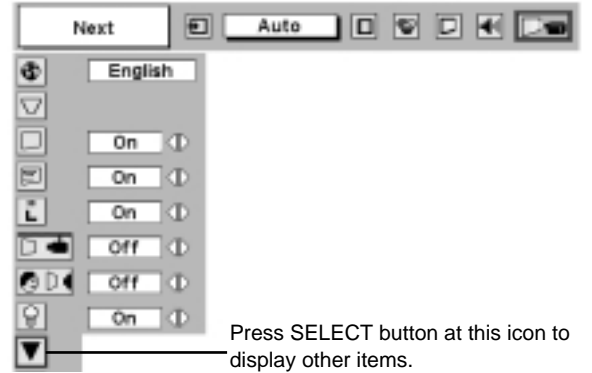 Next
Auto
English
On
On
On
Off
Off
On
Press SELECT button at this icon to
display other items.